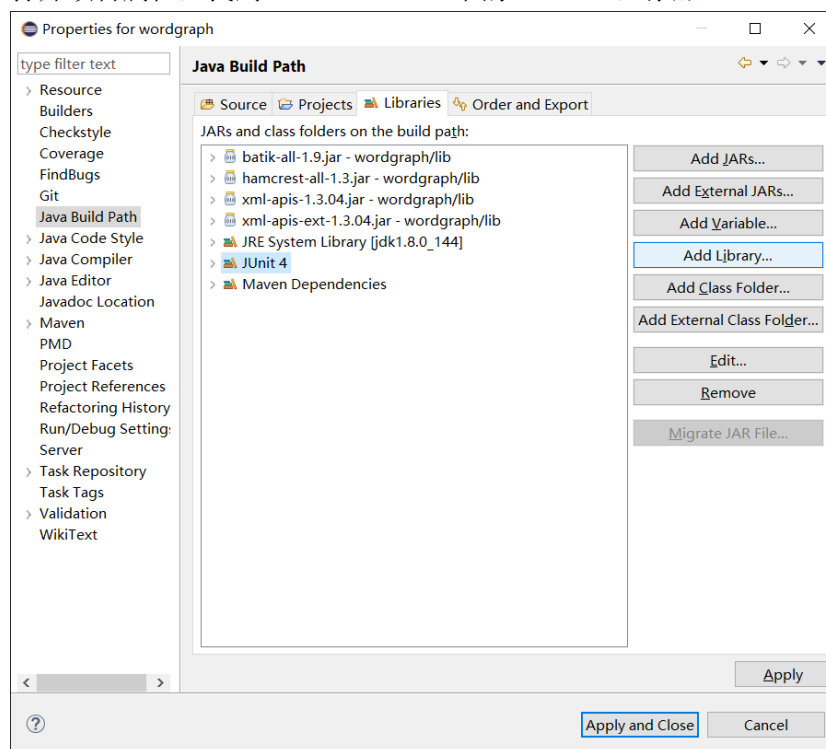 Properties for wordgraph
type filter text
Resource
Builders
Checkstyle
Coverage
FindBugs
Git
Java Build Path
Java Code Style
Java Compiler
Java Editor
Javadoc Location
Maven
PMD
Project Facets
Project References
Refactoring History
Run/Debug Setting
Server
Task Repository
Task Tags
Validation
WikiText
Java Build Path
Source Projects Libraries Order and Export
JARs and class folders on the build path:
batik-all-1.9.jar - wordgraph/lib
hamcrest-all-1.3.jar - wordgraph/lib
xml-apis-1.3.04.jar - wordgraph/lib
xml-apis-ext-1.3.04.jar - wordgraph/lib
JRE System Library [jdk1.8.0_144]
JUnit 4
Maven Dependencies
Add JARs...
Add External JARs...
Add Variable...
Add Library...
Add Class Folder...
Add External Class Folder...
Edit...
Remove
Migrate JAR File...
Apply
Apply and Close
Cancel